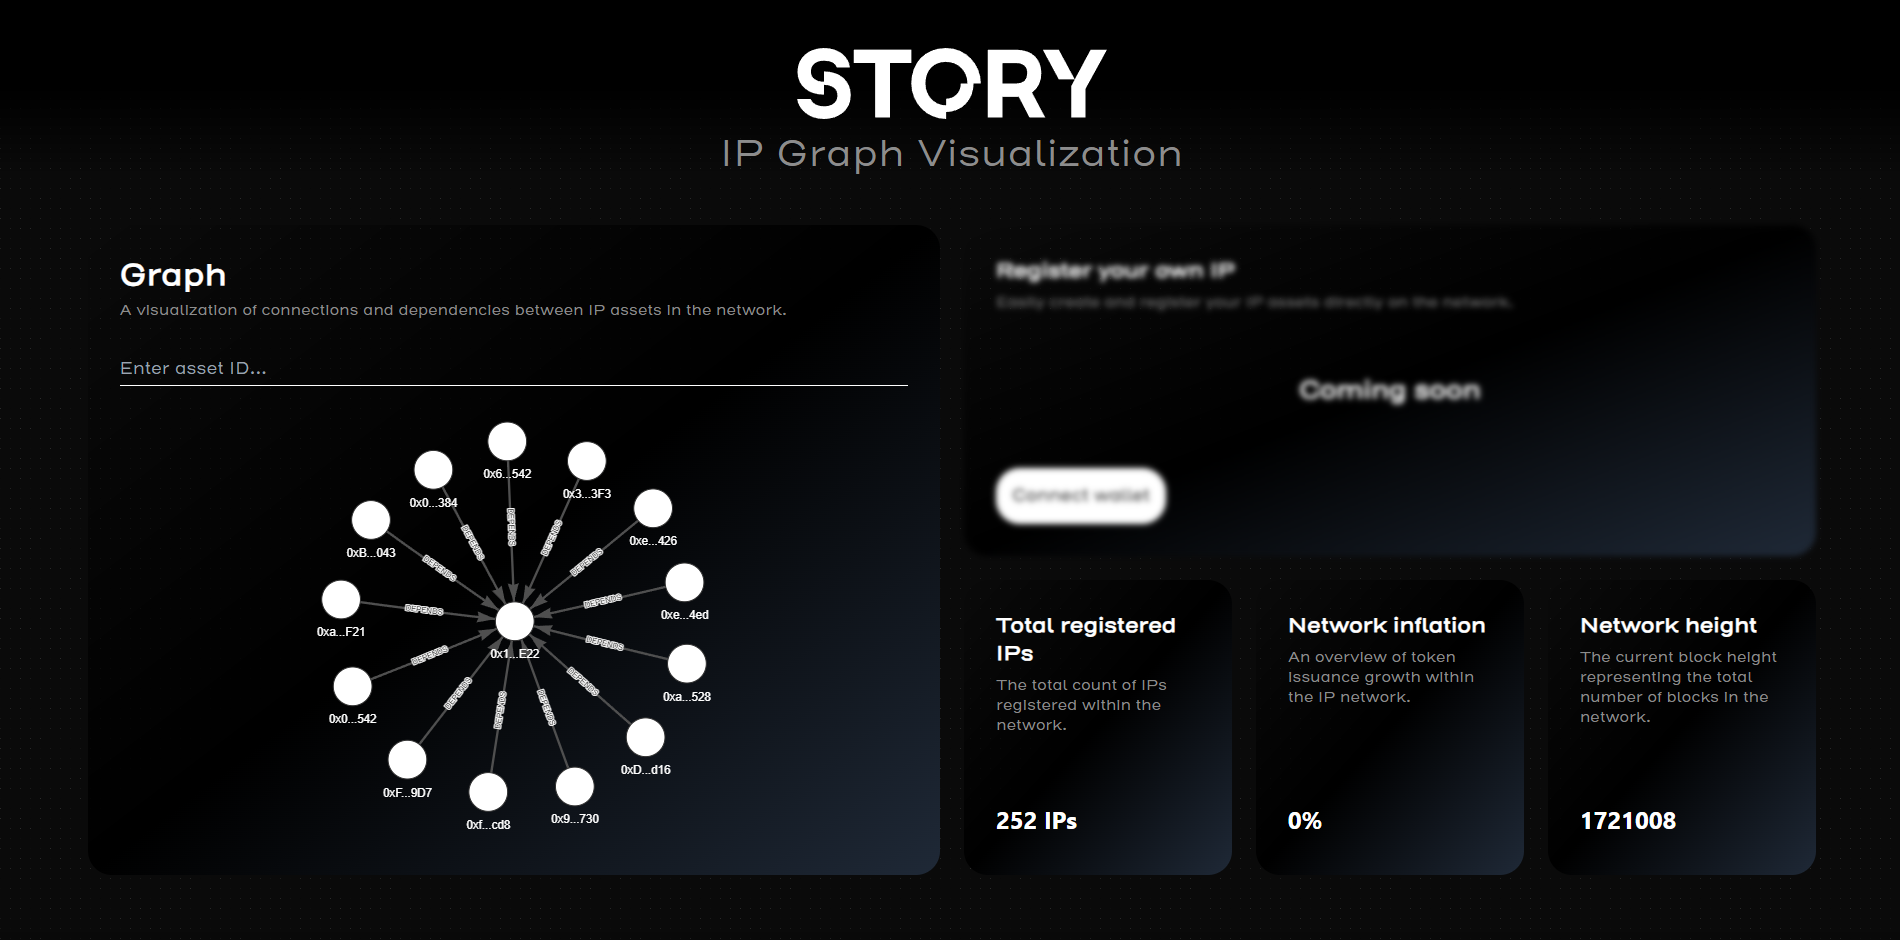 STORY
IP Graph Visualization
Graph
A visualization of connections and dependencies between IP assets in the network.
Enter asset ID...
0x6...542
0x3...3F3
0x0...384
0xe...426
0xB...043
0xe...4ed
0xa...F21
0x1...E22
0xa...528
0x0...542
0xD...d16
0xF...9D7
0xf...cd8
0x9...730
DEPENDS
DEPENDS
DEPENDS
DEPENDS
DEPENDS
DEPENDS
DEPENDS
DEPENDS
DEPENDS
DEPENDS
DEPENDS
DEPENDS
DEPENDS
Register your own IP
Easily create and register your IP assets directly on the network.
Coming soon
Connect wallet
Total registered
IPs
The total count of IPs
registered within the
network.
252 IPs
Network inflation
An overview of token
issuance growth within
the IP network.
0%
Network height
The current block height
representing the total
number of blocks in the
network.
1721008